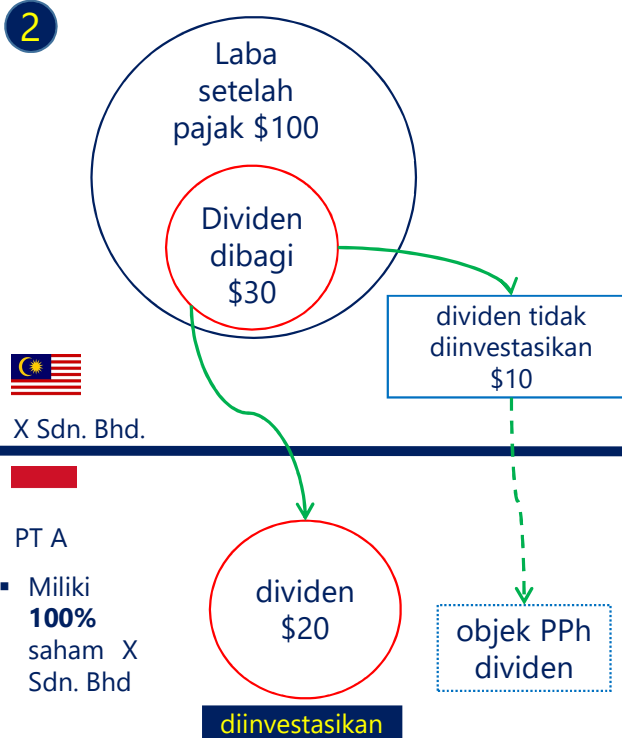 2
Laba
setelah
pajak $100
Dividen
dibagi
$30
dividen tidak
diinvestasikan
$10
X Sdn. Bhd.
PT A
▪ Miliki
100%
saham X
Sdn. Bhd
dividen
$20
diinvestasikan
objek PPh
dividen